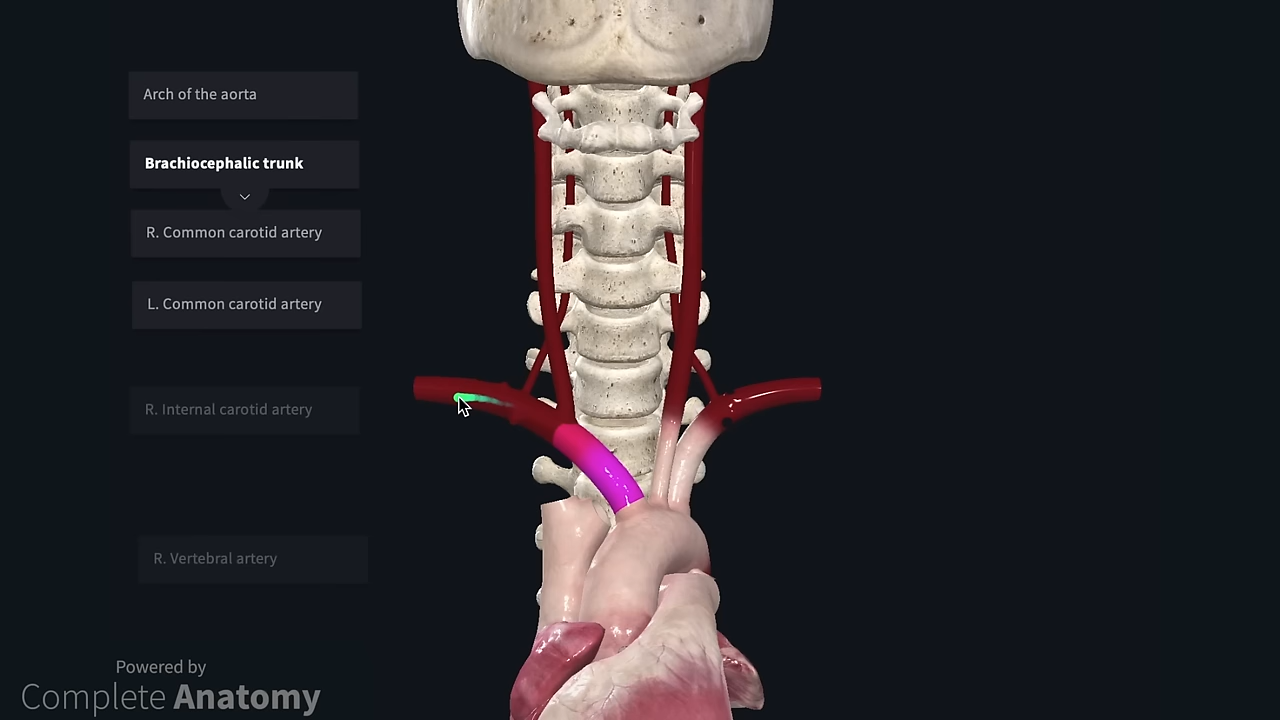 Arch of the aorta
Brachiocephalic trunk
R. Common carotid artery
L. Common carotid artery
R. Internal carotid artery
R. Vertebral artery
Powered by
Complete Anatomy